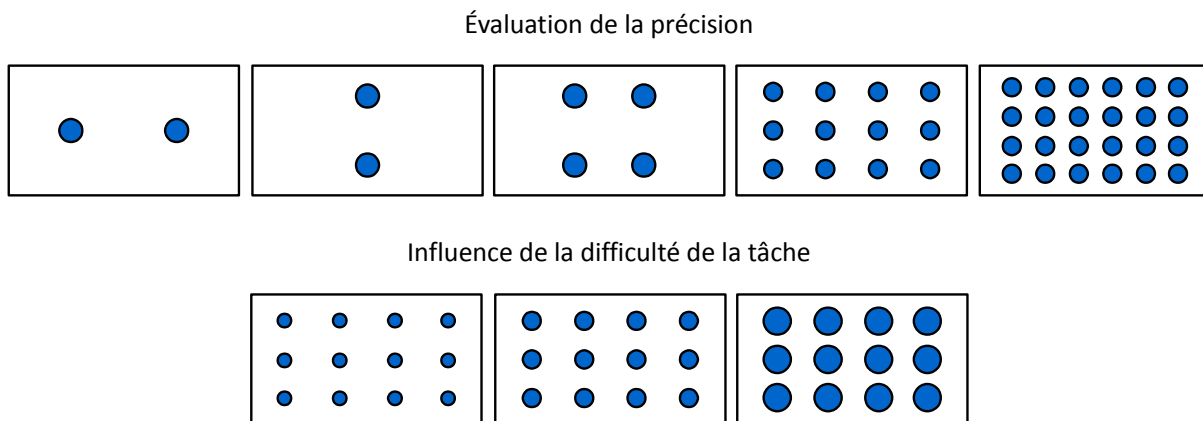 Évaluation de la précision
Influence de la difficulté de la tâche